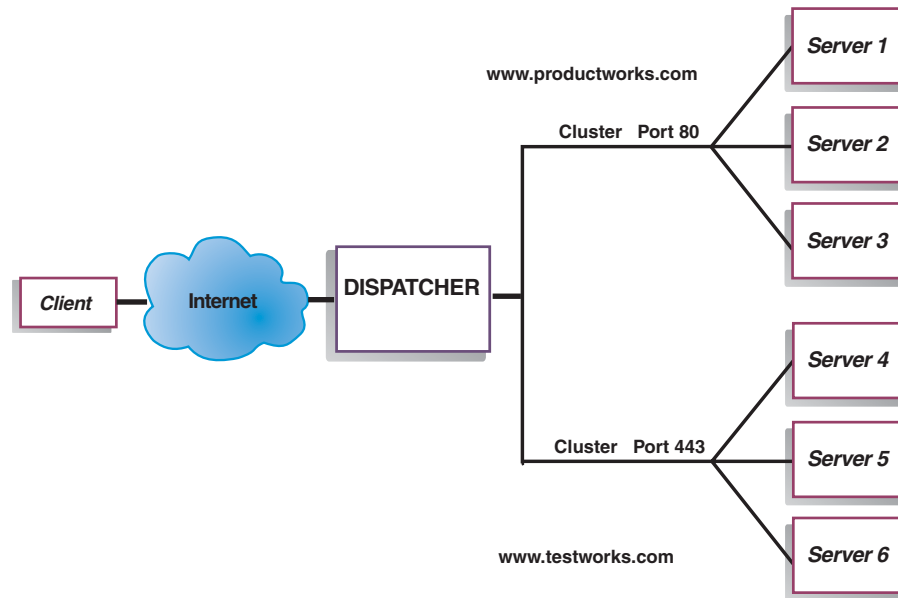 Server 1
www.productworks.com
Cluster Port 80
Server 2
Server 3
Client
Internet
DISPATCHER
Server 4
Cluster Port 443
Server 5
Server 6
www.testworks.com